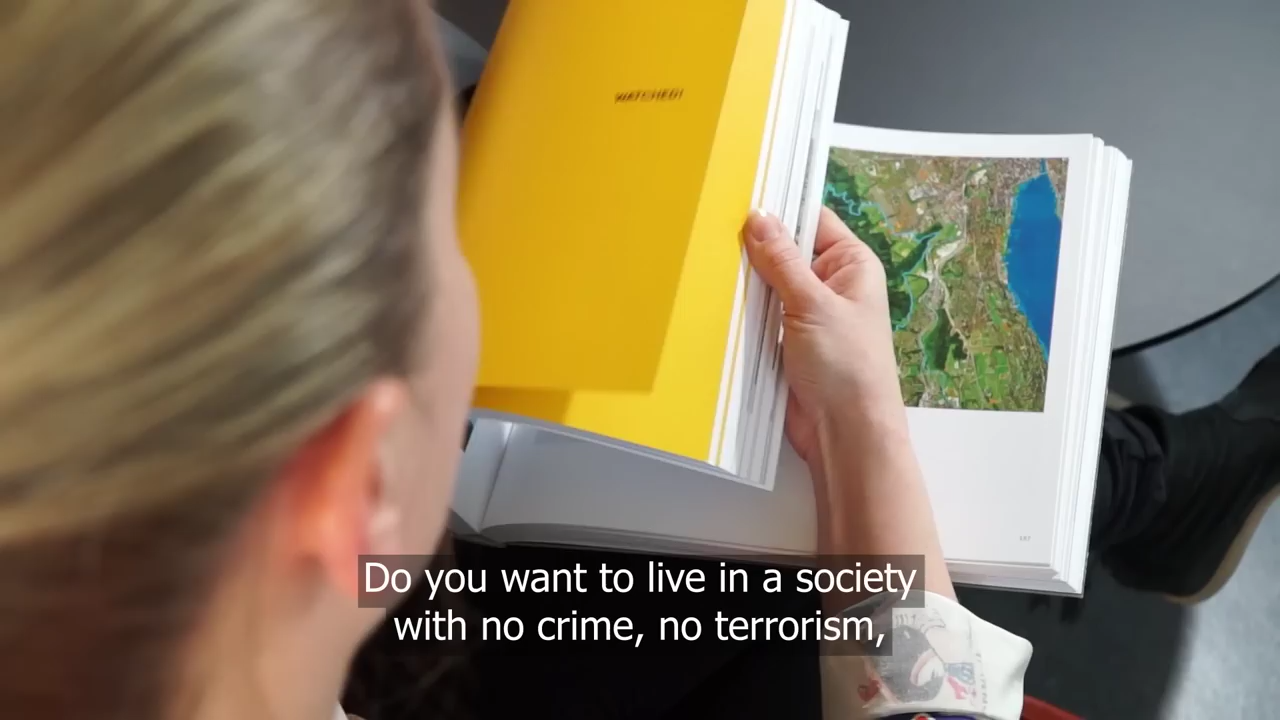 WATCHED!
Do you want to live in a society
with no crime, no terrorism,